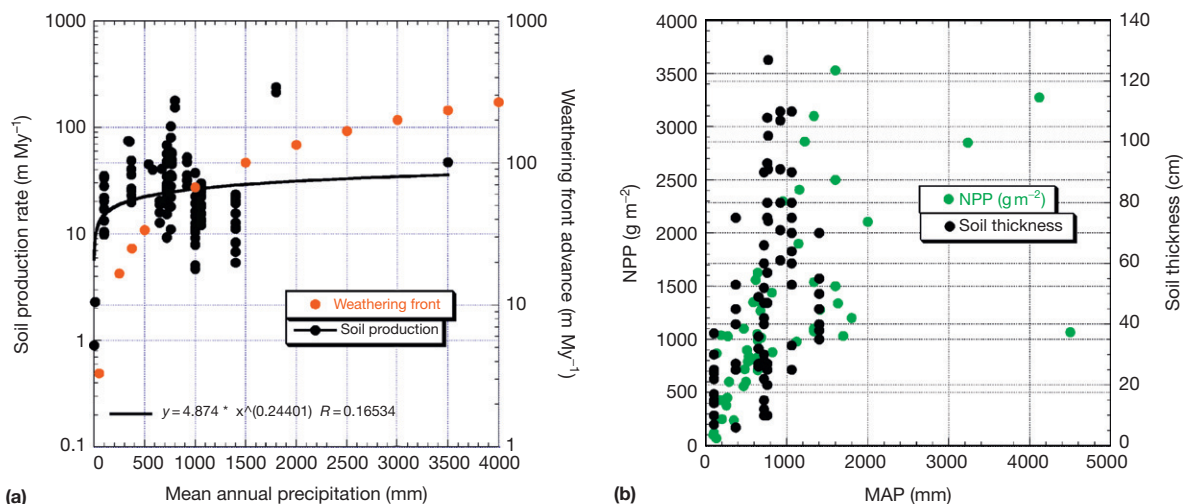 1000
100
10
1
0.1
Soil production rate (m My⁻¹)
1000
100
10
1
Weathering front advance (m My⁻¹)
Weathering front
Soil production
y=4.874 * x^(0.24401) R=0.16534
0 500 1000 1500 2000 2500 3000 3500 4000
Mean annual precipitation (mm)
(a)
4000
3500
3000
2500
2000
1500
1000
500
0
NPP (g m⁻²)
140
120
100
80
60
40
20
0
Soil thickness (cm)
NPP (g m⁻²)
Soil thickness
0 1000 2000 3000 4000 5000
MAP (mm)
(b)